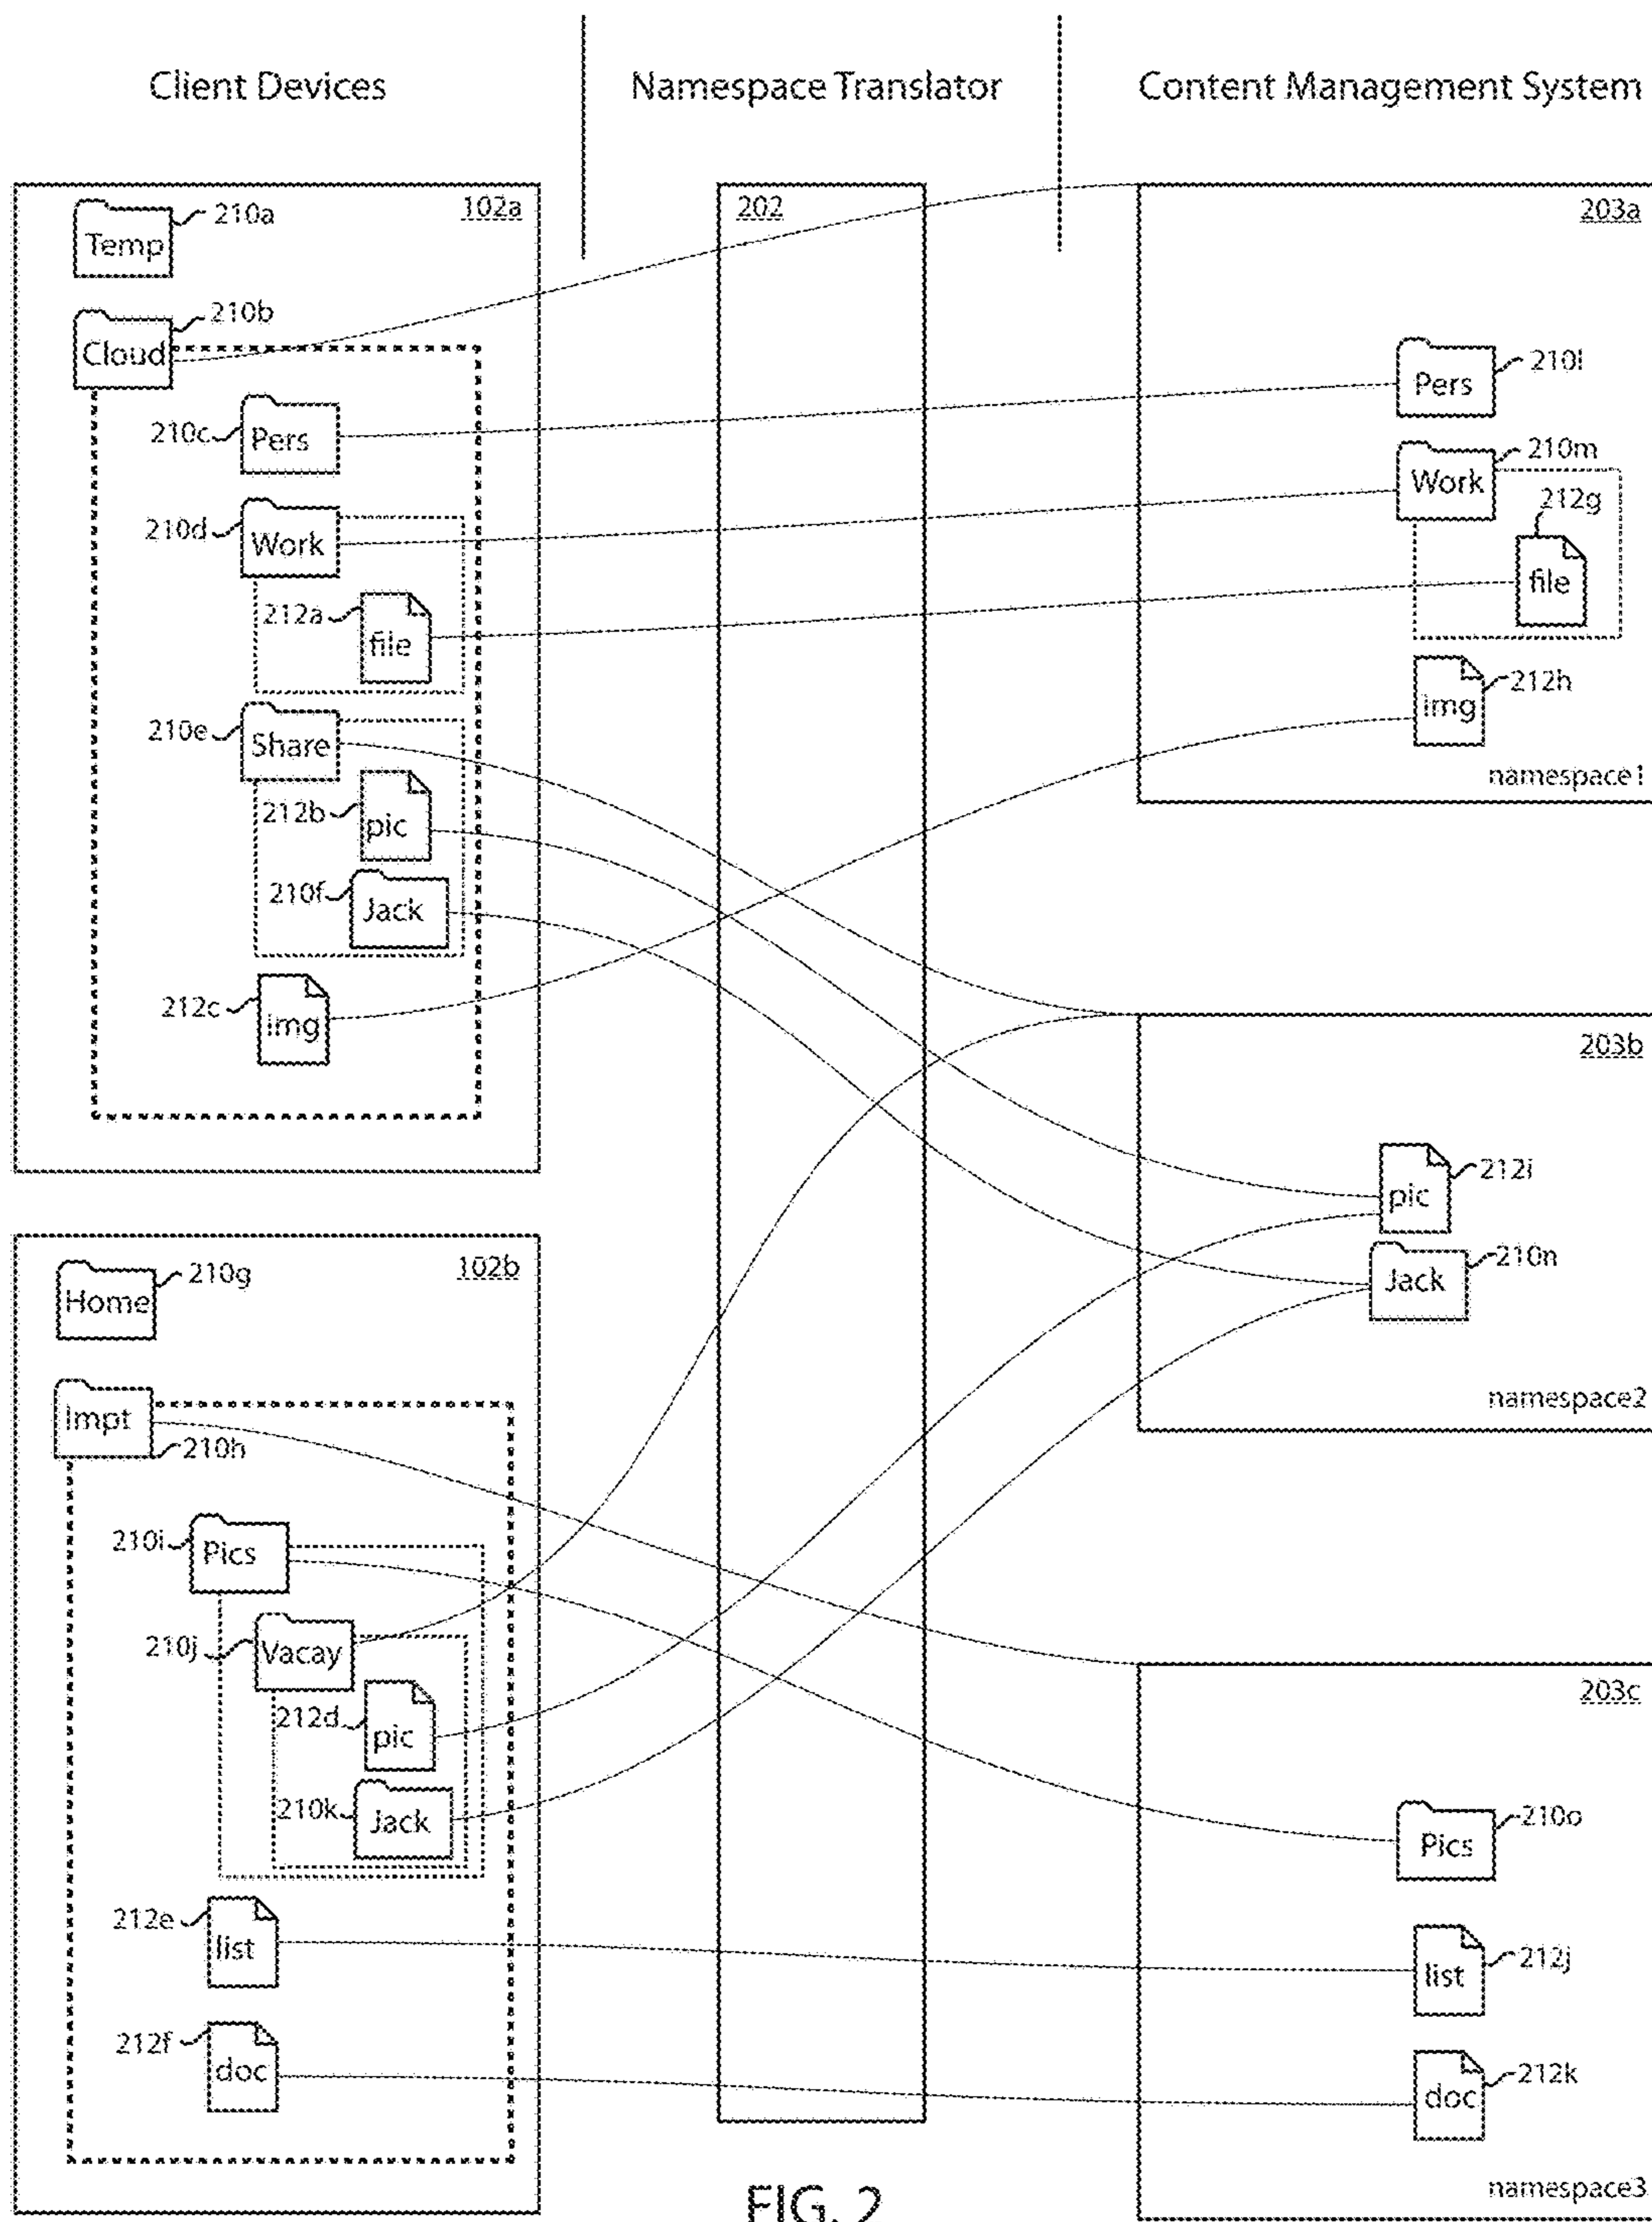 Client Devices
Namespace Translator
Content Management System
102a
210a
Temp
210b
Cloud
210c
Pers
210d
Work
212a
file
210e
Share
212b
pic
210f
Jack
212c
img
102b
210g
Home
Impt
210h
210i
Pics
210j
Vacay
212d
pic
210k
Jack
212e
list
212f
doc
202
203a
210l
Pers
210m
Work
212g
file
212h
img
namespace1
203b
212i
pic
210n
Jack
namespace2
203c
210o
Pics
212j
list
212k
doc
namespace3
FIG. 2